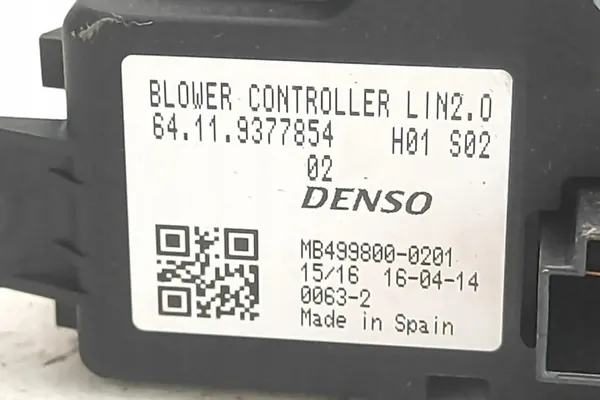 BLOWER CONTROLLER LIN2.0
64.11.9377854 H01 S02
02
DENSO
MB499800-0201
15/16 16-04-14
0063-2
Made in Spain